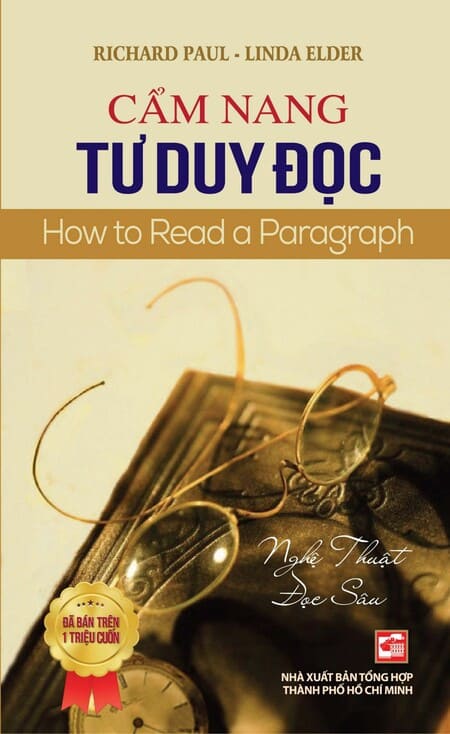 RICHARD PAUL - LINDA ELDER
CẨM NANG
TƯ DUY ĐỌC
How to Read a Paragraph
Nghệ Thuật
Đọc Sâu
ĐÃ BÁN TRÊN
1 TRIỆU CUỐN
NHÀ XUẤT BẢN TỔNG HỢP
THÀNH PHỐ HỒ CHÍ MINH